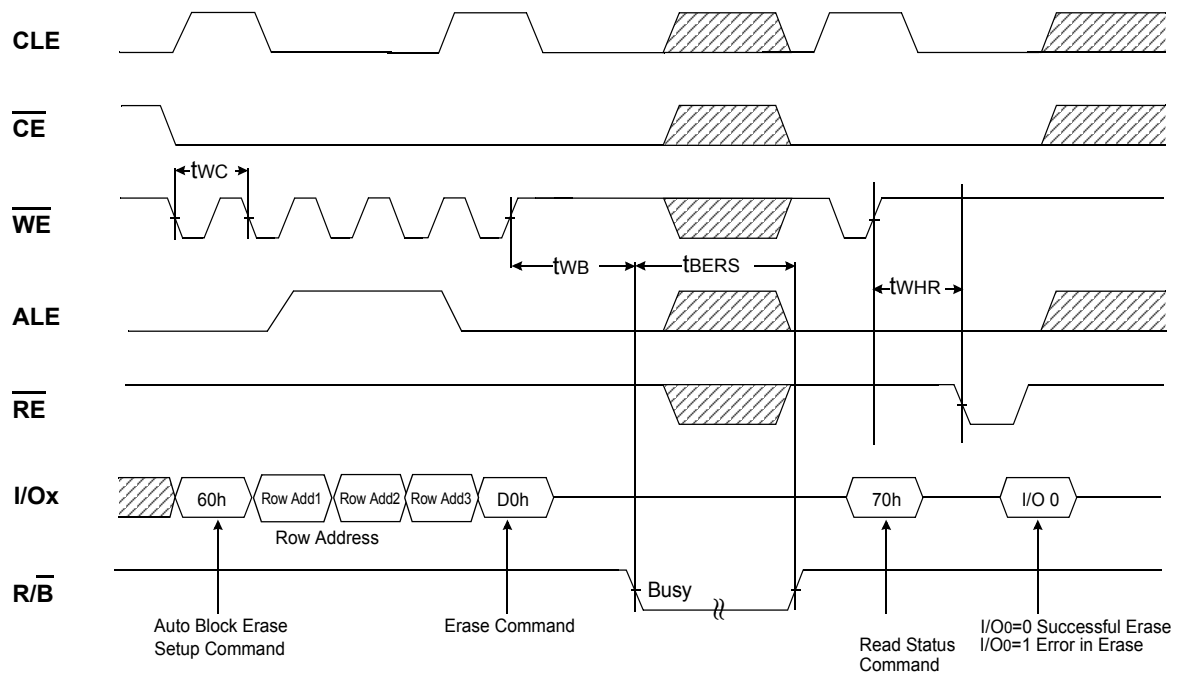 CLE
CE
tWC
WE
tWB
tBERS
tWHR
ALE
RE
I/Ox
60h
Row Add1
Row Add2
Row Add3
D0h
70h
I/O 0
Row Address
R/B
Busy
Auto Block Erase
Setup Command
Erase Command
Read Status
Command
I/O0=0 Successful Erase
I/O0=1 Error in Erase